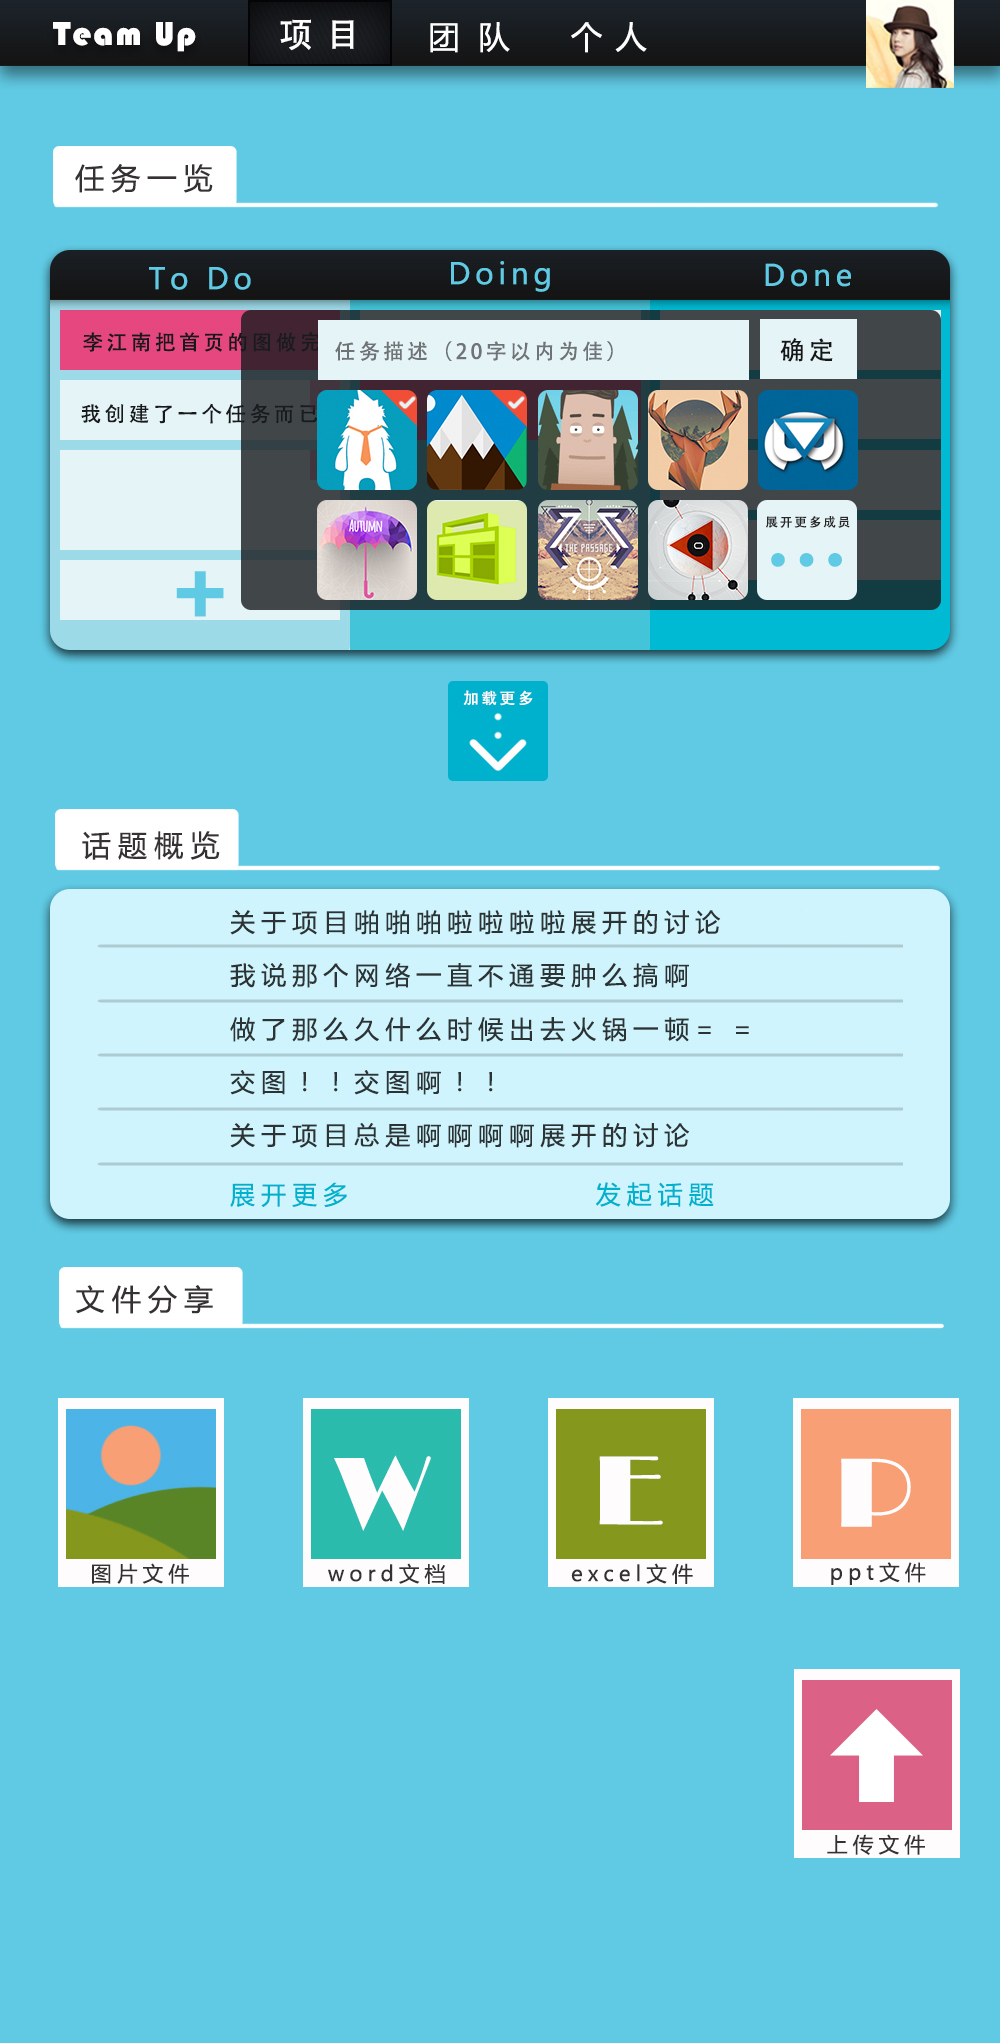 Team Up 项目 团队 个人
任务一览
To Do Doing Done
李江南把首页的图做完
任务描述（20字以内为佳） 确定
我创建了一个任务而已
AUTUMN
THE PASSAGE
展开更多成员
加载更多
话题概览
关于项目啪啪啪啦啦啦啦展开的讨论
我说那个网络一直不通要肿么搞啊
做了那么久什么时候出去火锅一顿= =
交图！！交图啊！！
关于项目总是啊啊啊啊展开的讨论
展开更多 发起话题
文件分享
W E P
图片文件 word文档 excel文件 ppt文件
上传文件